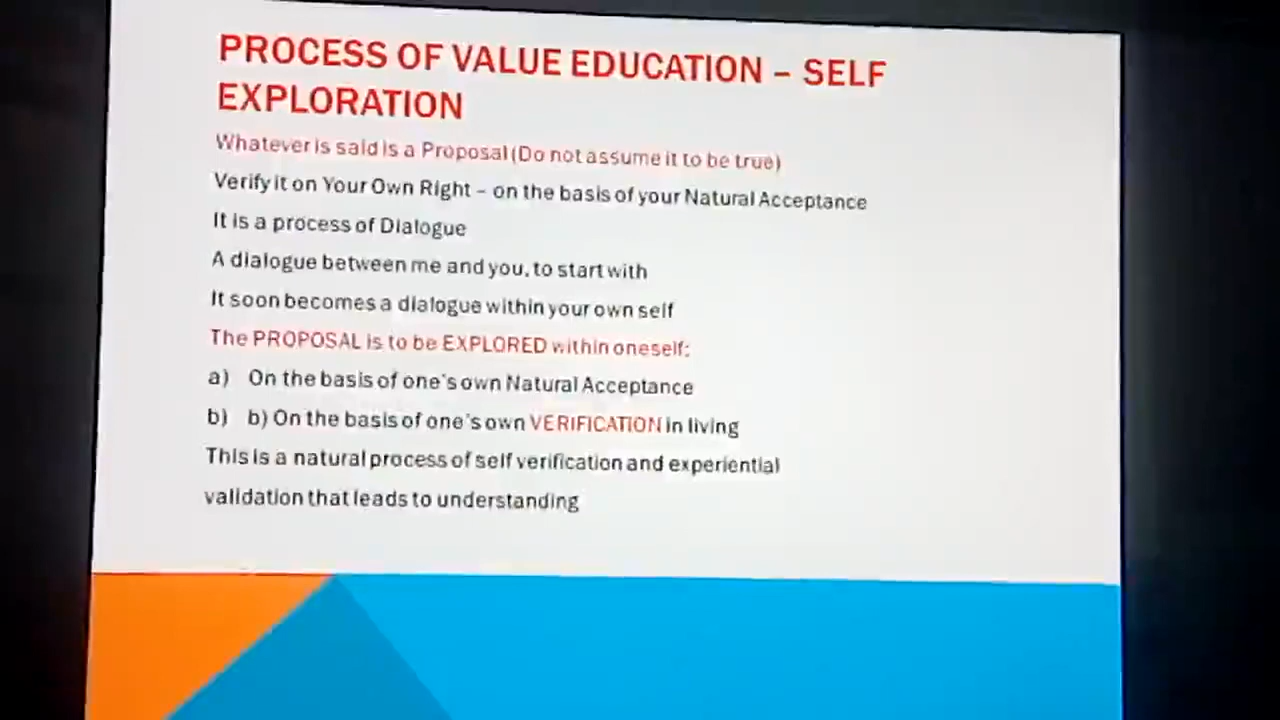 PROCESS OF VALUE EDUCATION – SELF
EXPLORATION
Whatever is said is a Proposal (Do not assume it to be true)
Verify it on Your Own Right – on the basis of your Natural Acceptance
It is a process of Dialogue
A dialogue between me and you, to start with
It soon becomes a dialogue within your own self
The PROPOSAL is to be EXPLORED within oneself:
a) On the basis of one's own Natural Acceptance
b) b) On the basis of one's own VERIFICATION in living
This is a natural process of self verification and experiential
validation that leads to understanding